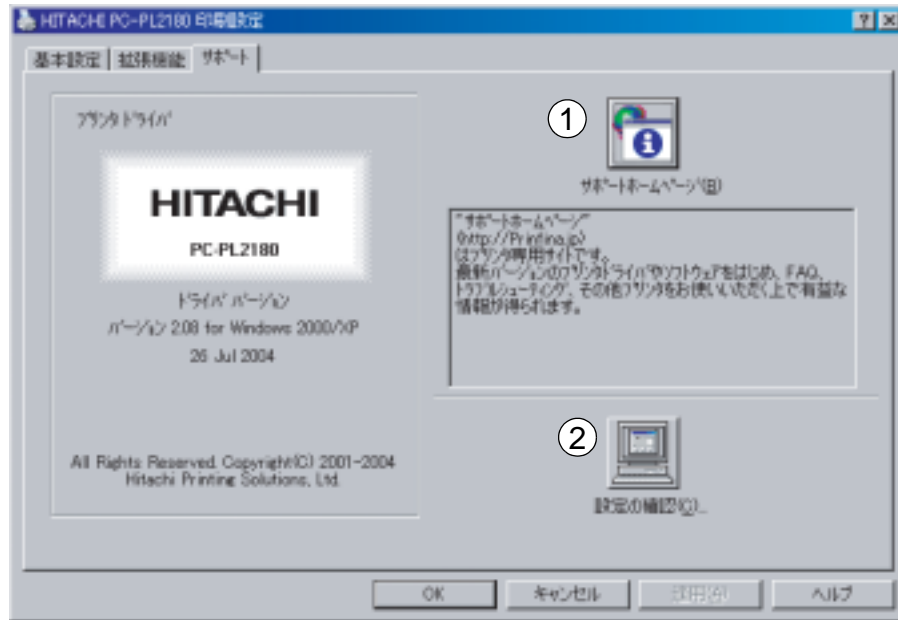 HITACHI PC-PL2180 印刷設定
基本設定
拡張機能
サポート
プリンタドライバ
HITACHI
PC-PL2180
ドライバ バージョン
バージョン 2.08 for Windows 2000/XP
26 Jul 2004
All Rights Reserved. Copyright(C) 2001-2004
Hitachi Printing Solutions, Ltd.
①
サポートホームページ(B)
"サポートホームページ"
(http://Printing.jp)
はプリンタ専用サイトです。
最新バージョンのプリンタドライバやソフトウェアをはじめ、FAQ、
トラブルシューティング、その他プリンタをお使いいただく上で有益な
情報が得られます。
②
設定の確認(C)...
OK
キャンセル
適用(A)
ヘルプ